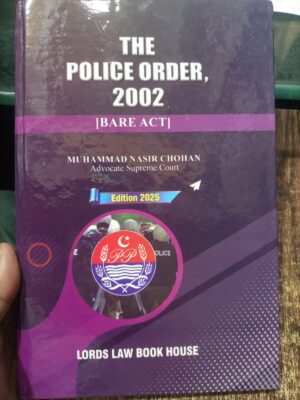 THE
POLICE ORDER,
2002
[BARE ACT]
MUHAMMAD NASIR CHOHAN
Advocate Supreme Court
Edition 2025
PP
POLICE
LORDS LAW BOOK HOUSE